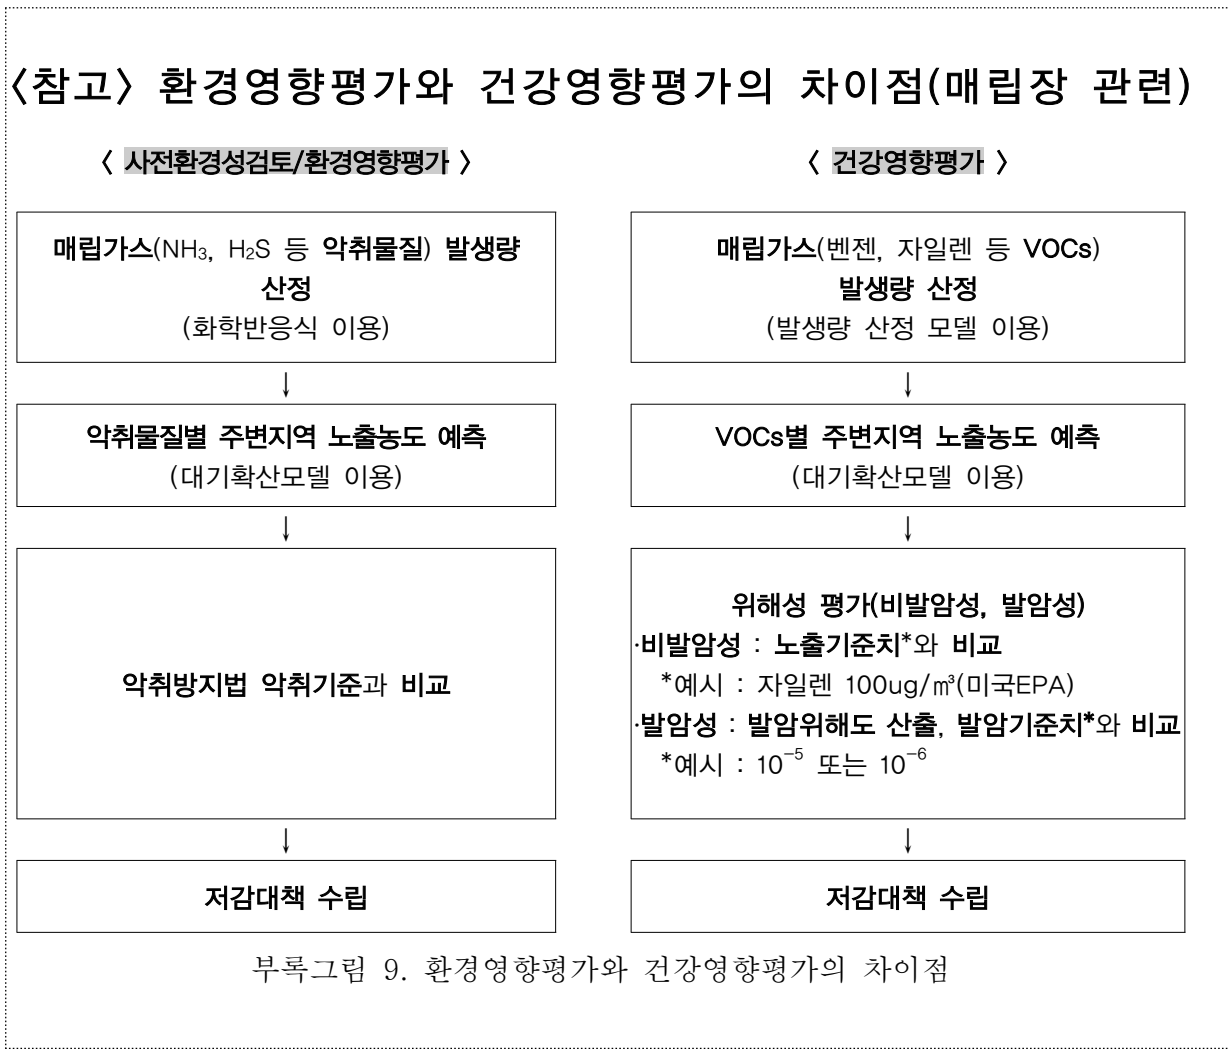 〈참고〉 환경영향평가와 건강영향평가의 차이점(매립장 관련)
〈 사전환경성검토/환경영향평가 〉
매립가스(NH₃, H₂S 등 악취물질) 발생량
산정
(화학반응식 이용)
↓
악취물질별 주변지역 노출농도 예측
(대기확산모델 이용)
↓
악취방지법 악취기준과 비교
↓
저감대책 수립
〈 건강영향평가 〉
매립가스(벤젠, 자일렌 등 VOCs)
발생량 산정
(발생량 산정 모델 이용)
↓
VOCs별 주변지역 노출농도 예측
(대기확산모델 이용)
↓
위해성 평가(비발암성, 발암성)
·비발암성 : 노출기준치*와 비교
*예시 : 자일렌 100ug/㎥(미국EPA)
·발암성 : 발암위해도 산출, 발암기준치*와 비교
*예시 : 10⁻⁵ 또는 10⁻⁶
↓
저감대책 수립
부록그림 9. 환경영향평가와 건강영향평가의 차이점